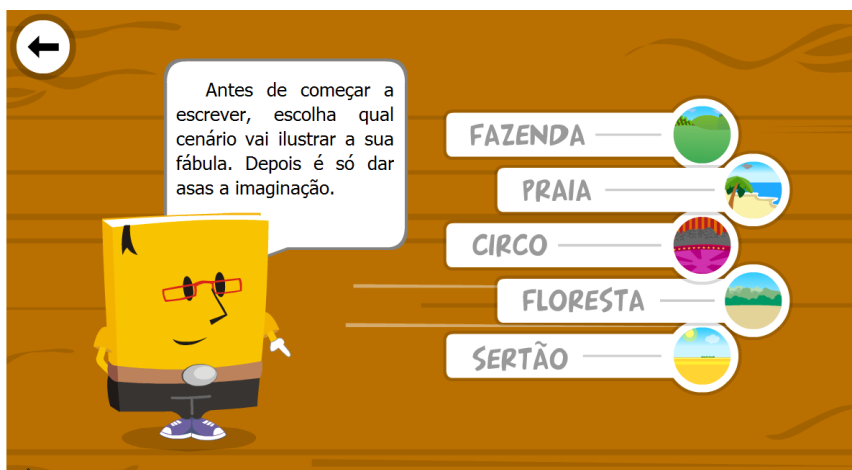 Antes de começar a
escrever, escolha qual
cenário vai ilustrar a sua
fábula. Depois é só dar
asas a imaginação.
FAZENDA
PRAIA
CIRCO
FLORESTA
SERTÃO